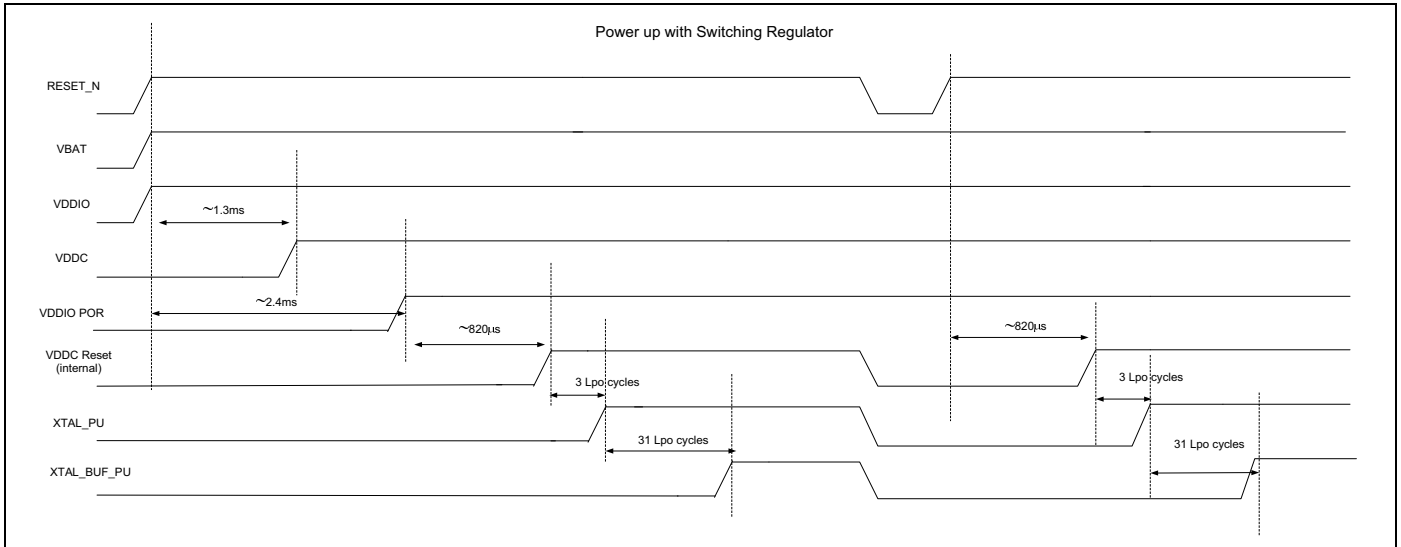 Power up with Switching Regulator
RESET_N
VBAT
VDDIO
~1.3ms
VDDC
~2.4ms
VDDIO POR
~820µs
~820µs
VDDC Reset
(internal)
3 Lpo cycles
3 Lpo cycles
XTAL_PU
31 Lpo cycles
31 Lpo cycles
XTAL_BUF_PU